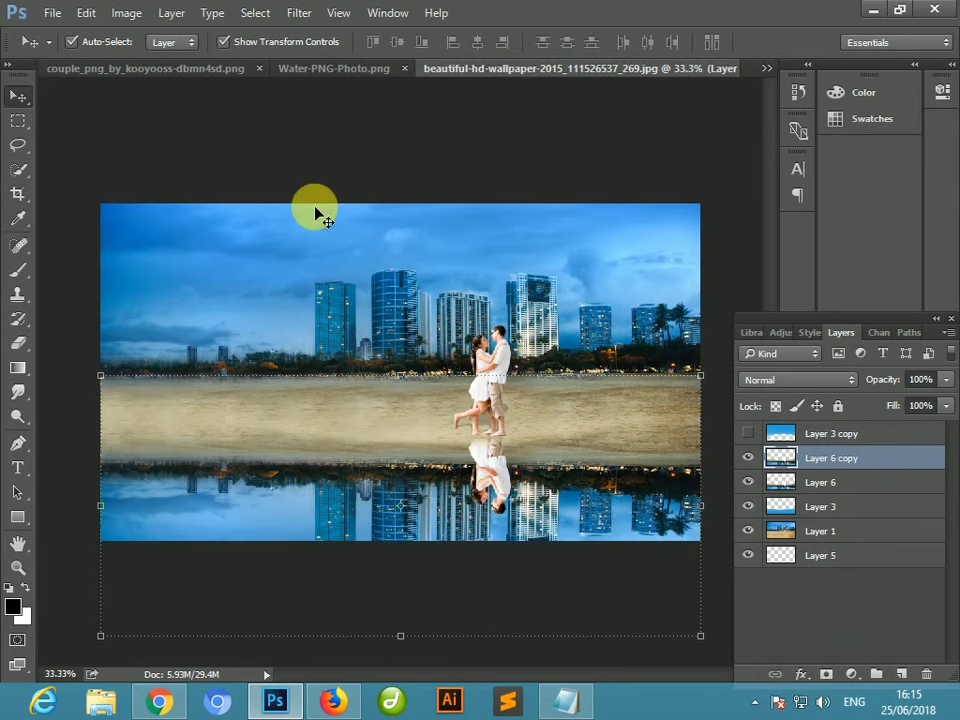 Ps File Edit Image Layer Type Select Filter 3D View Window Help
Auto-Select: Layer Show Transform Controls Essentials
couple_png_by_kooyooss-dbmn4sd.png × Water-PNG-Photo.png × beautiful-hd-wallpaper-2015_111526537_269.jpg @ 33.3% (Layer
Color
Swatches
Libra Adju Style Layers Chan Paths
Kind
Normal Opacity: 100%
Lock: Fill: 100%
Layer 3 copy
Layer 6 copy
Layer 6
Layer 3
Layer 1
Layer 5
33.33% Doc: 5.93M/29.4M
Ps Ai ENG 16:15
25/06/2018